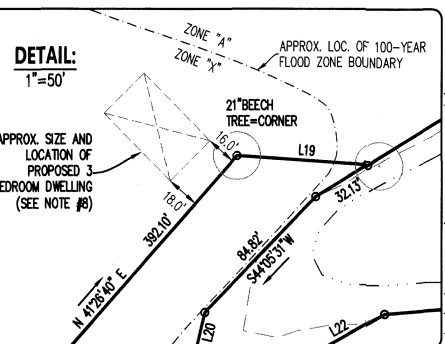 DETAIL:
1"=50'
ZONE "A"
ZONE "X"
APPROX. LOC. OF 100-YEAR
FLOOD ZONE BOUNDARY
21"BEECH
TREE=CORNER
APPROX. SIZE AND
LOCATION OF
PROPOSED 3
EDROOM DWELLING
(SEE NOTE #8)
16.0'
18.0'
L19
32.13"
392.10'
N 41°26'40" E
84.82'
S44°05'31"W
L20
L22